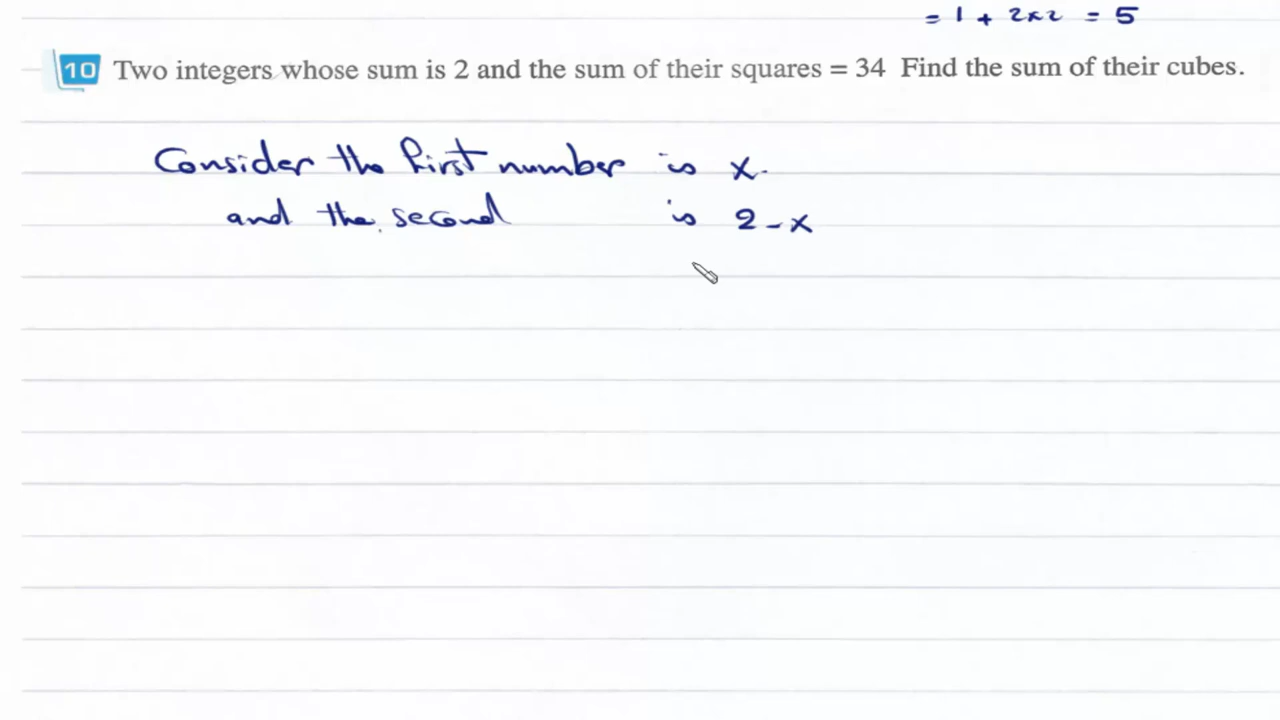 = 1 + 2x2 = 5
10 Two integers whose sum is 2 and the sum of their squares = 34 Find the sum of their cubes.
Consider the first number is x.
and the second is 2-x